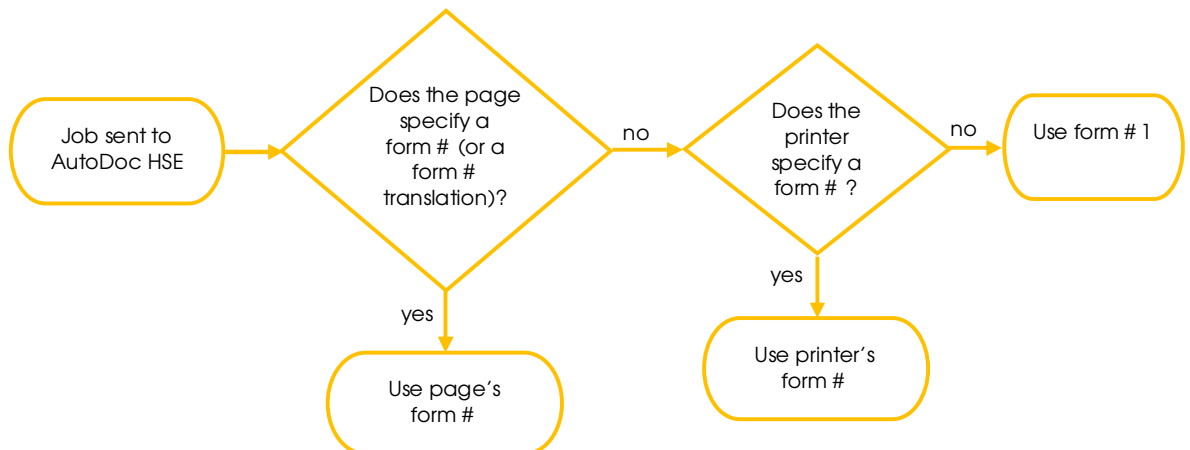 Job sent to
AutoDoc HSE
Does the page
specify a
form # (or a
form #
translation)?
no
Does the
printer
specify a
form # ?
no
Use form # 1
yes
Use page's
form #
yes
Use printer's
form #